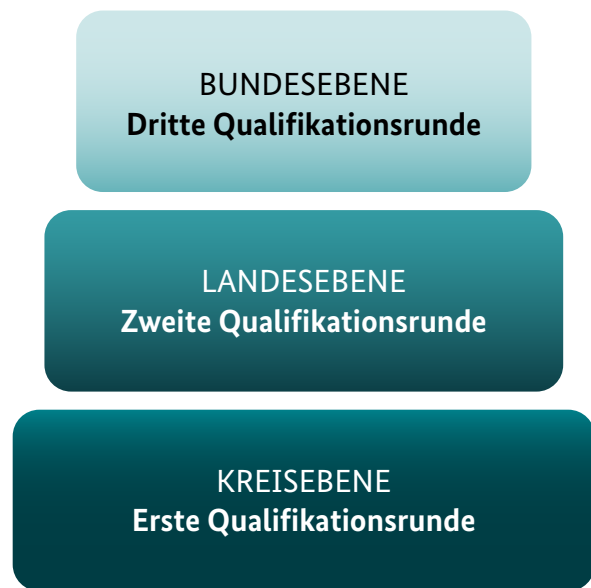 BUNDESEBENE
Dritte Qualifikationsrunde
LANDESEBENE
Zweite Qualifikationsrunde
KREISEBENE
Erste Qualifikationsrunde